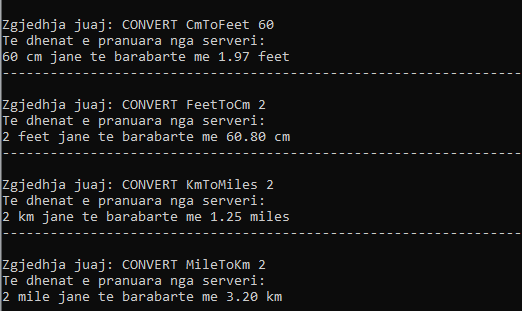 Zgjedhja juaj: CONVERT CmToFeet 60
Te dhenat e pranuara nga serveri:
60 cm jane te barabarte me 1.97 feet
-----------------------------------------------------------------
Zgjedhja juaj: CONVERT FeetToCm 2
Te dhenat e pranuara nga serveri:
2 feet jane te barabarte me 60.80 cm
-----------------------------------------------------------------
Zgjedhja juaj: CONVERT KmToMiles 2
Te dhenat e pranuara nga serveri:
2 km jane te barabarte me 1.25 miles
-----------------------------------------------------------------
Zgjedhja juaj: CONVERT MileToKm 2
Te dhenat e pranuara nga serveri:
2 mile jane te barabarte me 3.20 km